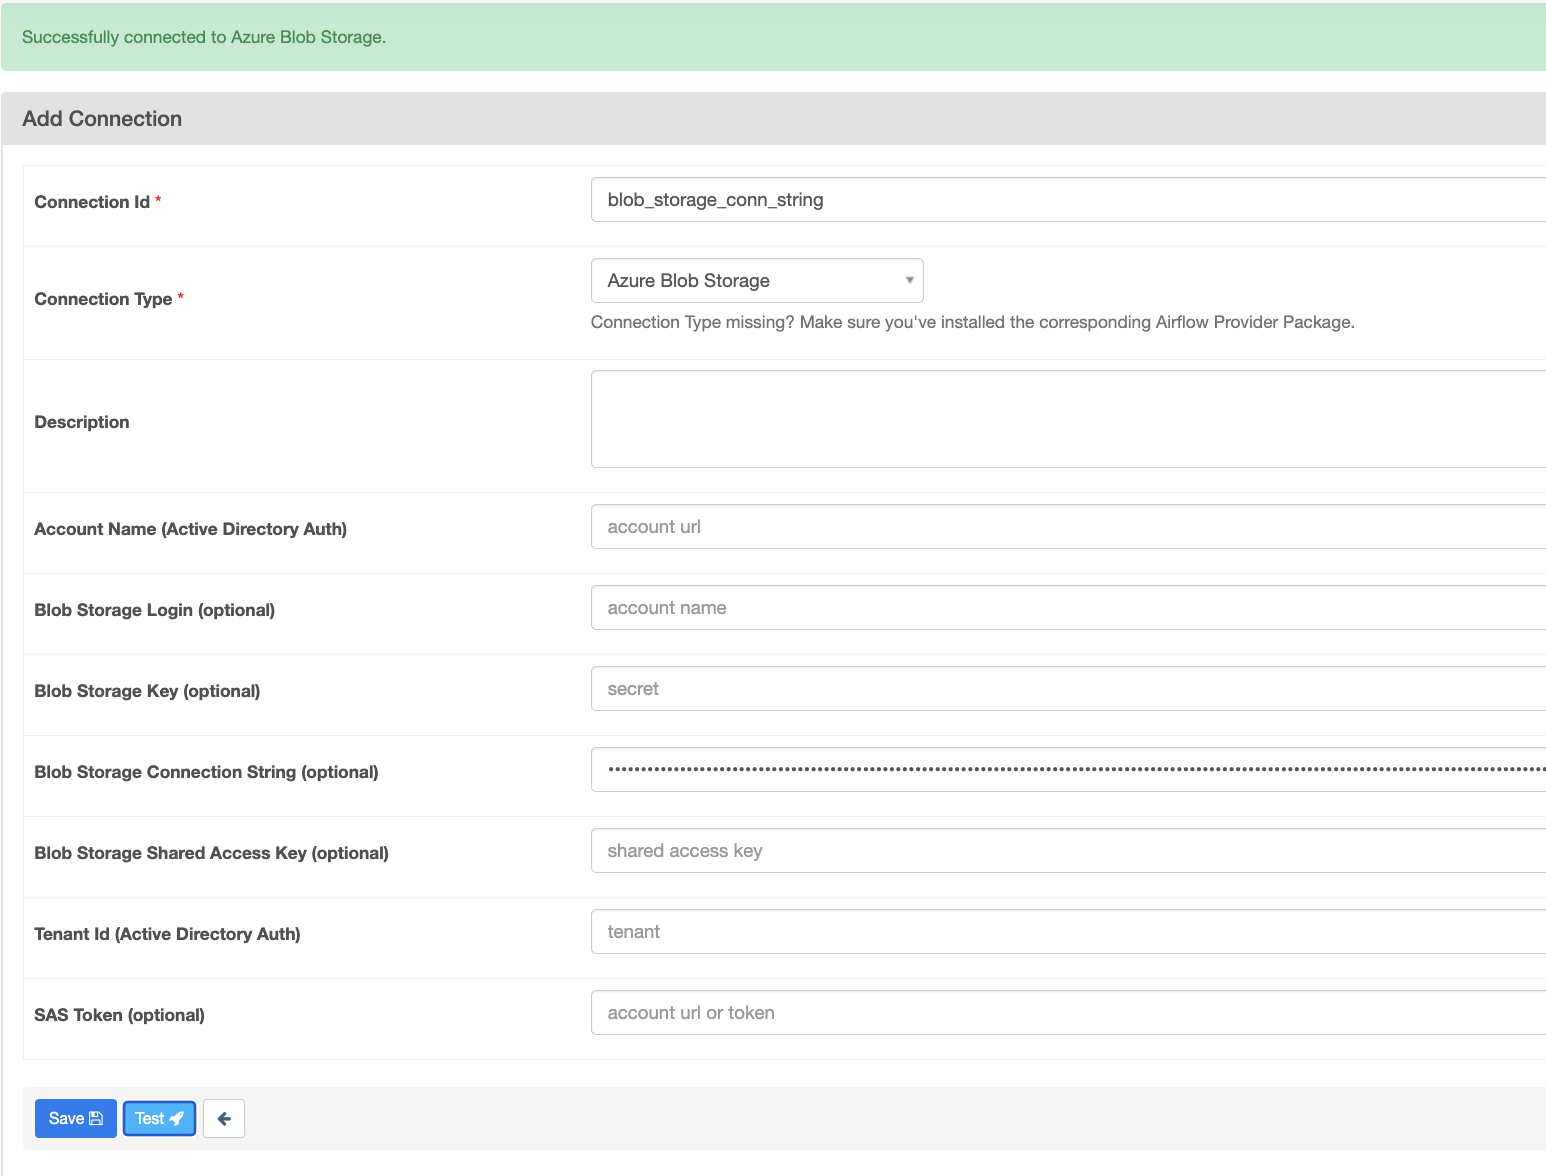 Successfully connected to Azure Blob Storage.
Add Connection
Connection Id *
blob_storage_conn_string
Connection Type *
Azure Blob Storage
Connection Type missing? Make sure you've installed the corresponding Airflow Provider Package.
Description
Account Name (Active Directory Auth)
account url
Blob Storage Login (optional)
account name
Blob Storage Key (optional)
secret
Blob Storage Connection String (optional)
Blob Storage Shared Access Key (optional)
shared access key
Tenant Id (Active Directory Auth)
tenant
SAS Token (optional)
account url or token
Save
Test